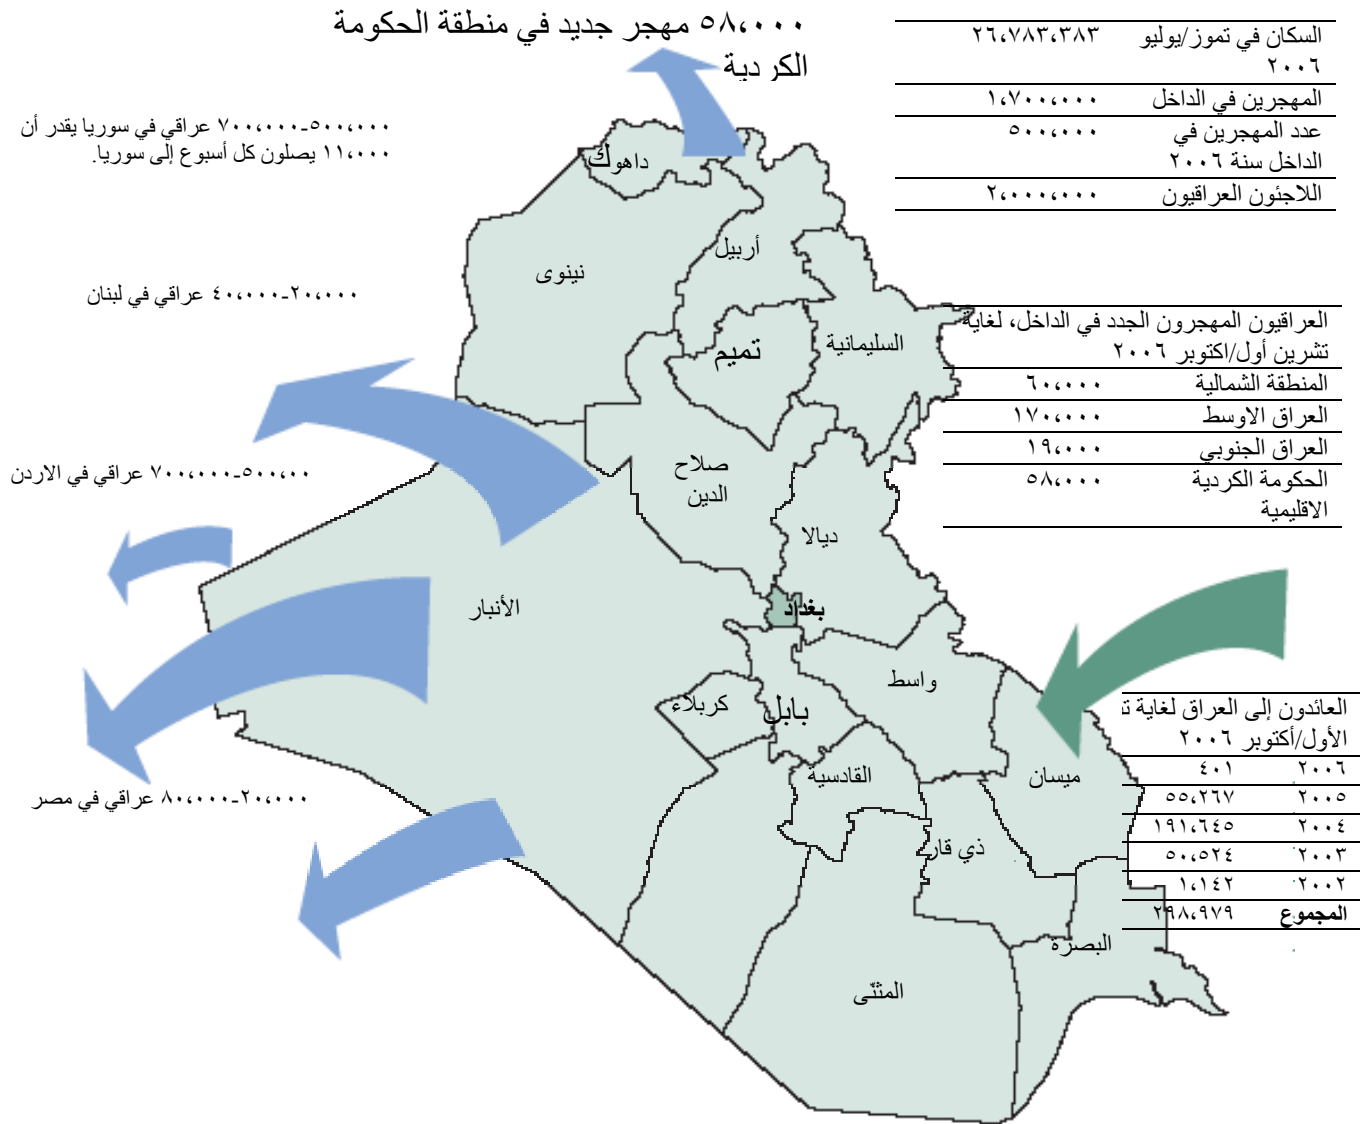 ٥٨،٠٠٠ مهجر جديد في منطقة الحكومة
الكردية
السكان في تموز/يوليو ٢٦،٧٨٣،٣٨٣
٢٠٠٦
المهجرين في الداخل ١،٧٠٠،٠٠٠
عدد المهجرين في ٥٠٠،٠٠٠
الداخل سنة ٢٠٠٦
اللاجئون العراقيون ٢،٠٠٠،٠٠٠
٥٠٠،٠٠٠-٧٠٠،٠٠٠ عراقي في سوريا يقدر أن
١١،٠٠٠ يصلون كل أسبوع إلى سوريا.
٢٠،٠٠٠-٤٠،٠٠٠ عراقي في لبنان
٥٠٠،٠٠-٧٠٠،٠٠٠ عراقي في الاردن
٢٠،٠٠٠-٨٠،٠٠٠ عراقي في مصر
العراقيون المهجرون الجدد في الداخل، لغاية
تشرين أول/اكتوبر ٢٠٠٦
المنطقة الشمالية ٦٠،٠٠٠
العراق الاوسط ١٧٠،٠٠٠
العراق الجنوبي ١٩،٠٠٠
الحكومة الكردية ٥٨،٠٠٠
الاقليمية
داهوك
أربيل
نينوى
السليمانية
تميم
صلاح
الدين
ديالا
الأنبار
بغداد
واسط
كربلاء
بابل
القادسية
ميسان
ذي قار
البصرة
المثنّى
العائدون إلى العراق لغاية ت
الأول/أكتوبر ٢٠٠٦
٢٠٠٦ ٤٠١
٢٠٠٥ ٥٥،٢٦٧
٢٠٠٤ ١٩١،٦٤٥
٢٠٠٣ ٥٠،٥٢٤
٢٠٠٢ ١،١٤٢
المجموع ٢٩٨،٩٧٩